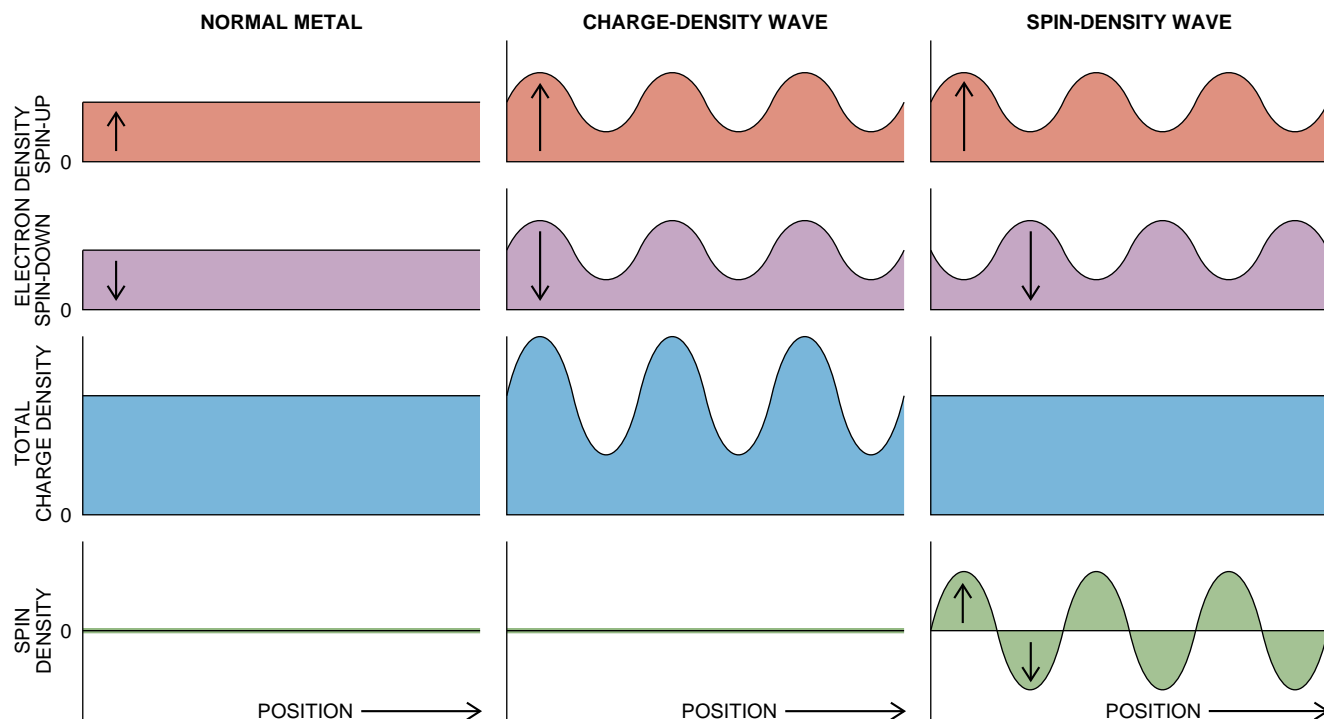 NORMAL METAL
CHARGE-DENSITY WAVE
SPIN-DENSITY WAVE
ELECTRON DENSITY
SPIN-UP
0
SPIN-DOWN
0
TOTAL
CHARGE DENSITY
0
SPIN
DENSITY
0
POSITION
POSITION
POSITION